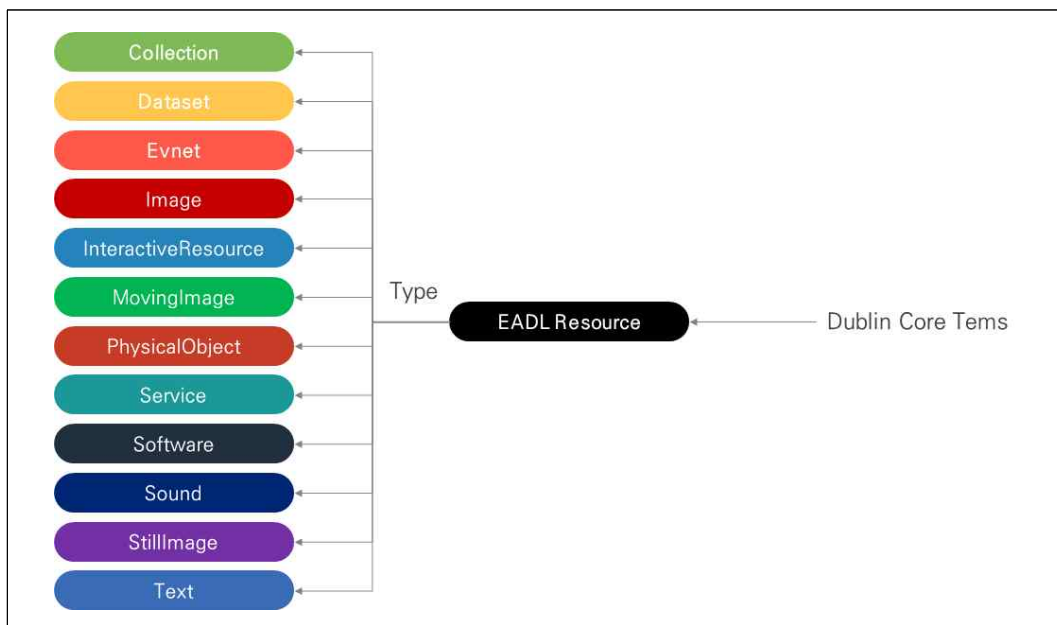 Collection
Dataset
Evnet
Image
InteractiveResource
MovingImage
PhysicalObject
Service
Software
Sound
StillImage
Text
Type
EADL Resource
Dublin Core Tems